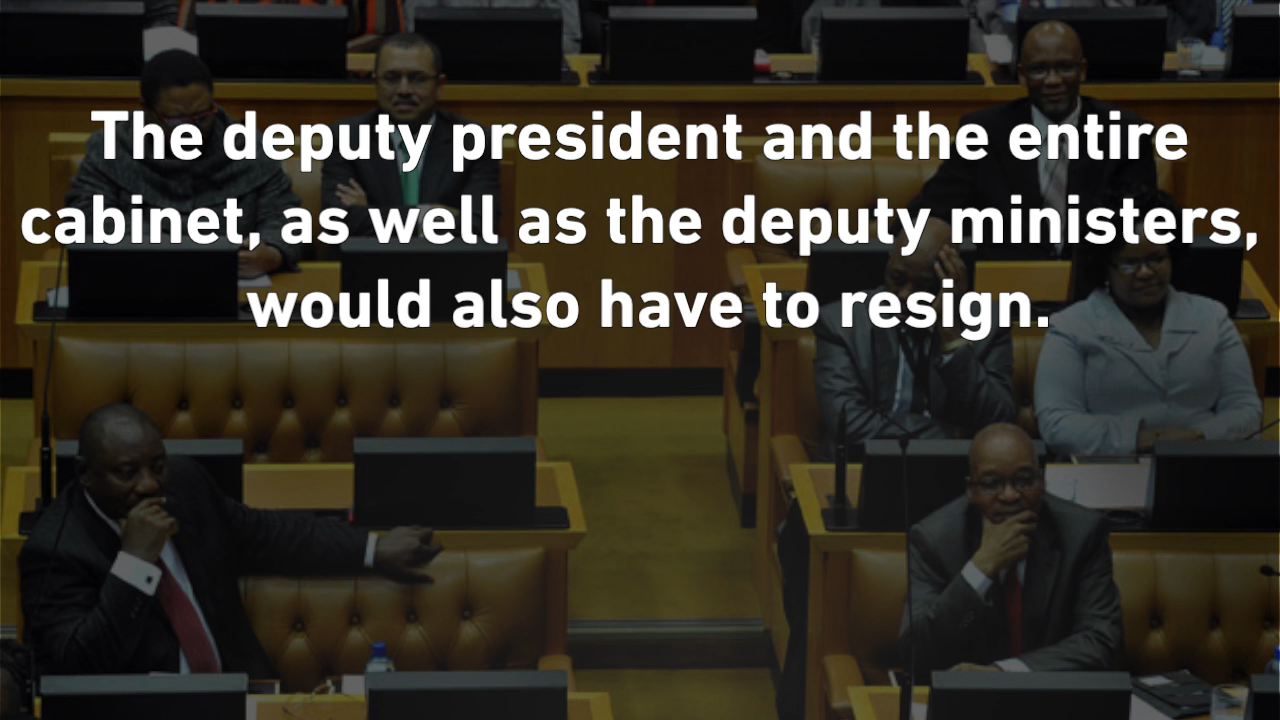 The deputy president and the entire
cabinet, as well as the deputy ministers,
would also have to resign.